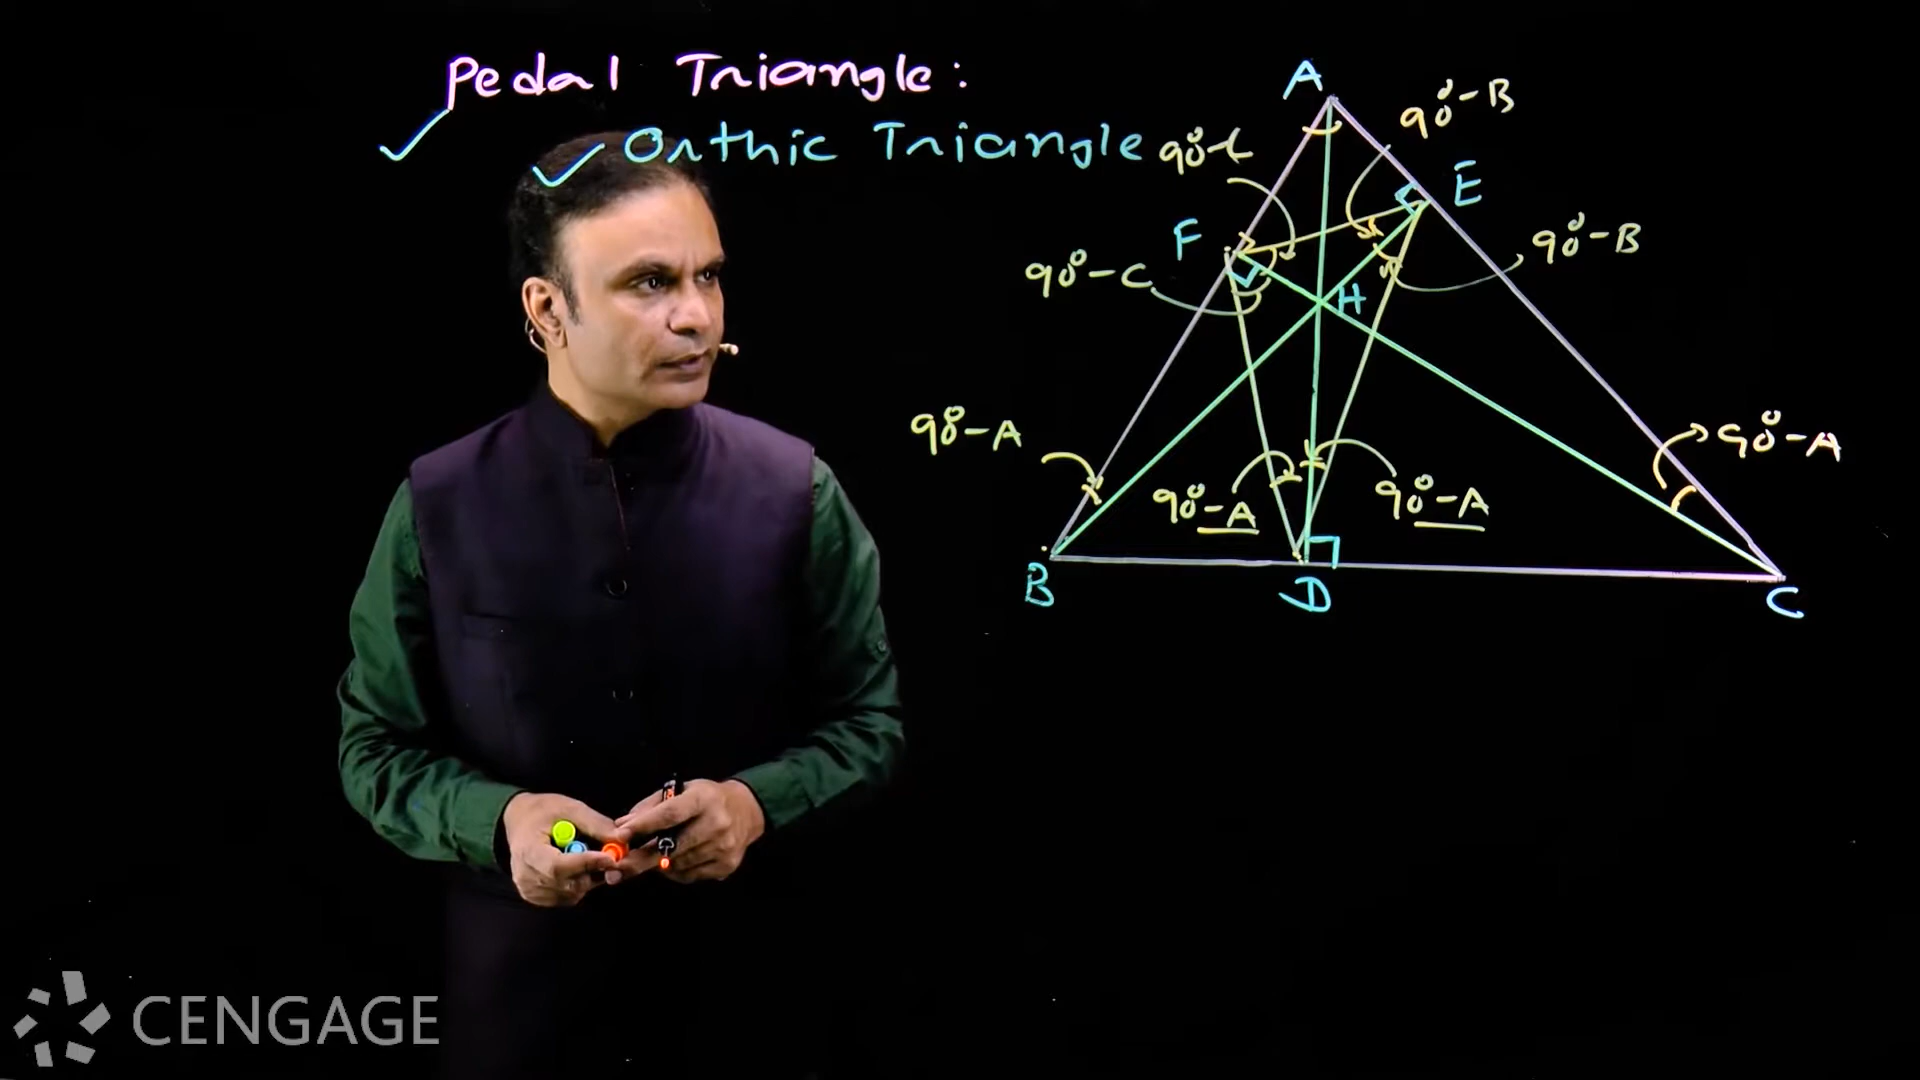 Pedal Triangle:
Orthic Triangle
A
90°-B
90°-C
E
F
90°-B
90°-C
H
90°-A
90°-A
90°-A
90°-A
B
D
C
CENGAGE